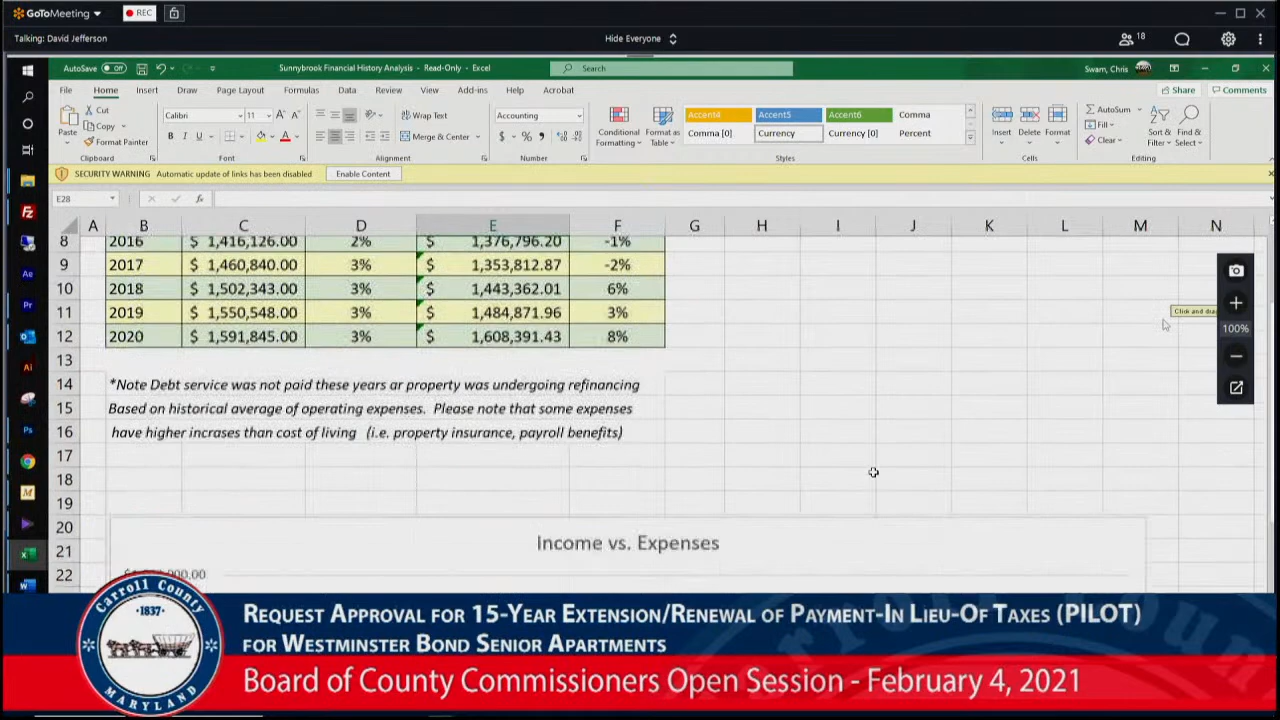 GoToMeeting
REC
Talking: David Jefferson
Hide Everyone
18
AutoSave Off
Sunnybrook Financial History Analysis - Read-Only - Excel
Search
Swam, Chris
File Home Insert Draw Page Layout Formulas Data Review View Add-ins Help Acrobat
Share Comments
Paste
Cut
Copy
Format Painter
Clipboard
Calibri 11
B I U
Font
Wrap Text
Merge & Center
Alignment
Accounting
$ % 9
Number
Conditional Formatting
Format as Table
Accent4 Accent5 Accent6 Comma
Comma [0] Currency Currency [0] Percent
Styles
Insert Delete Format
Cells
AutoSum
Fill
Clear
Sort & Filter
Find & Select
Editing
SECURITY WARNING Automatic update of links has been disabled Enable Content
E28
fx
A B C D E F G H I J K L M N
8 2016 $ 1,416,126.00 2% $ 1,376,796.20 -1%
9 2017 $ 1,460,840.00 3% $ 1,353,812.87 -2%
10 2018 $ 1,502,343.00 3% $ 1,443,362.01 6%
11 2019 $ 1,550,548.00 3% $ 1,484,871.96 3%
12 2020 $ 1,591,845.00 3% $ 1,608,391.43 8%
13
14 *Note Debt service was not paid these years ar property was undergoing refinancing
15 Based on historical average of operating expenses. Please note that some expenses
16 have higher incrases than cost of living (i.e. property insurance, payroll benefits)
17
18
19
20
Income vs. Expenses
21
22
Click and
100%
Fz
Ae
Pr
Ai
Ps
M
Carroll County
1837
Maryland
Request Approval for 15-Year Extension/Renewal of Payment-In Lieu-Of Taxes (PILOT)
for Westminster Bond Senior Apartments
Board of County Commissioners Open Session - February 4, 2021